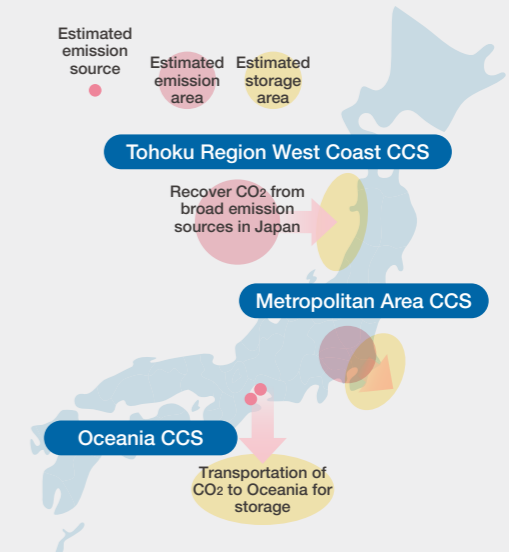 Estimated
emission
source
Estimated
emission
area
Estimated
storage
area
Tohoku Region West Coast CCS
Recover CO2 from
broad emission
sources in Japan
Metropolitan Area CCS
Oceania CCS
Transportation of
CO2 to Oceania for
storage